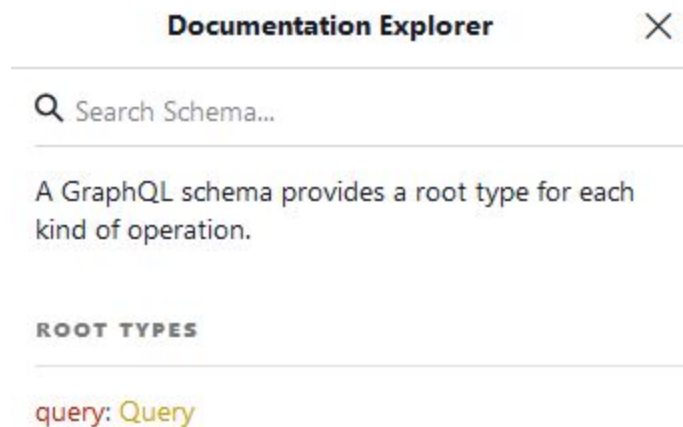 Documentation Explorer
Search Schema...
A GraphQL schema provides a root type for each
kind of operation.
ROOT TYPES
query: Query